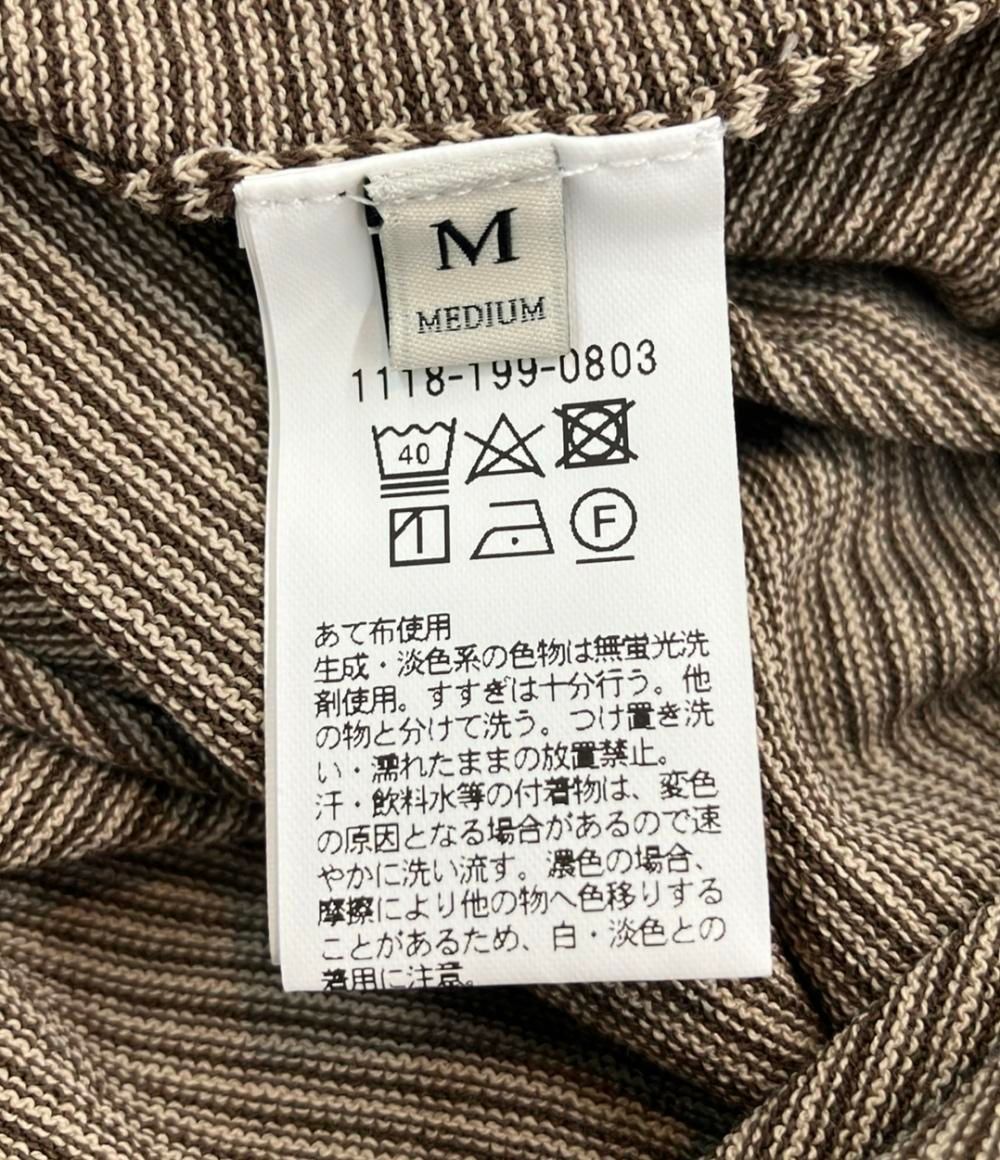 M
MEDIUM
1118-199-0803
40
F
あて布使用
生成・淡色系の色物は無蛍光洗
剤使用。すすぎは十分行う。他
の物と分けて洗う。つけ置き洗
い・濡れたままの放置禁止。
汗・飲料水等の付着物は、変色
の原因となる場合があるので速
やかに洗い流す。濃色の場合、
摩擦により他の物へ色移りする
ことがあるため、白・淡色との
着用に注意。